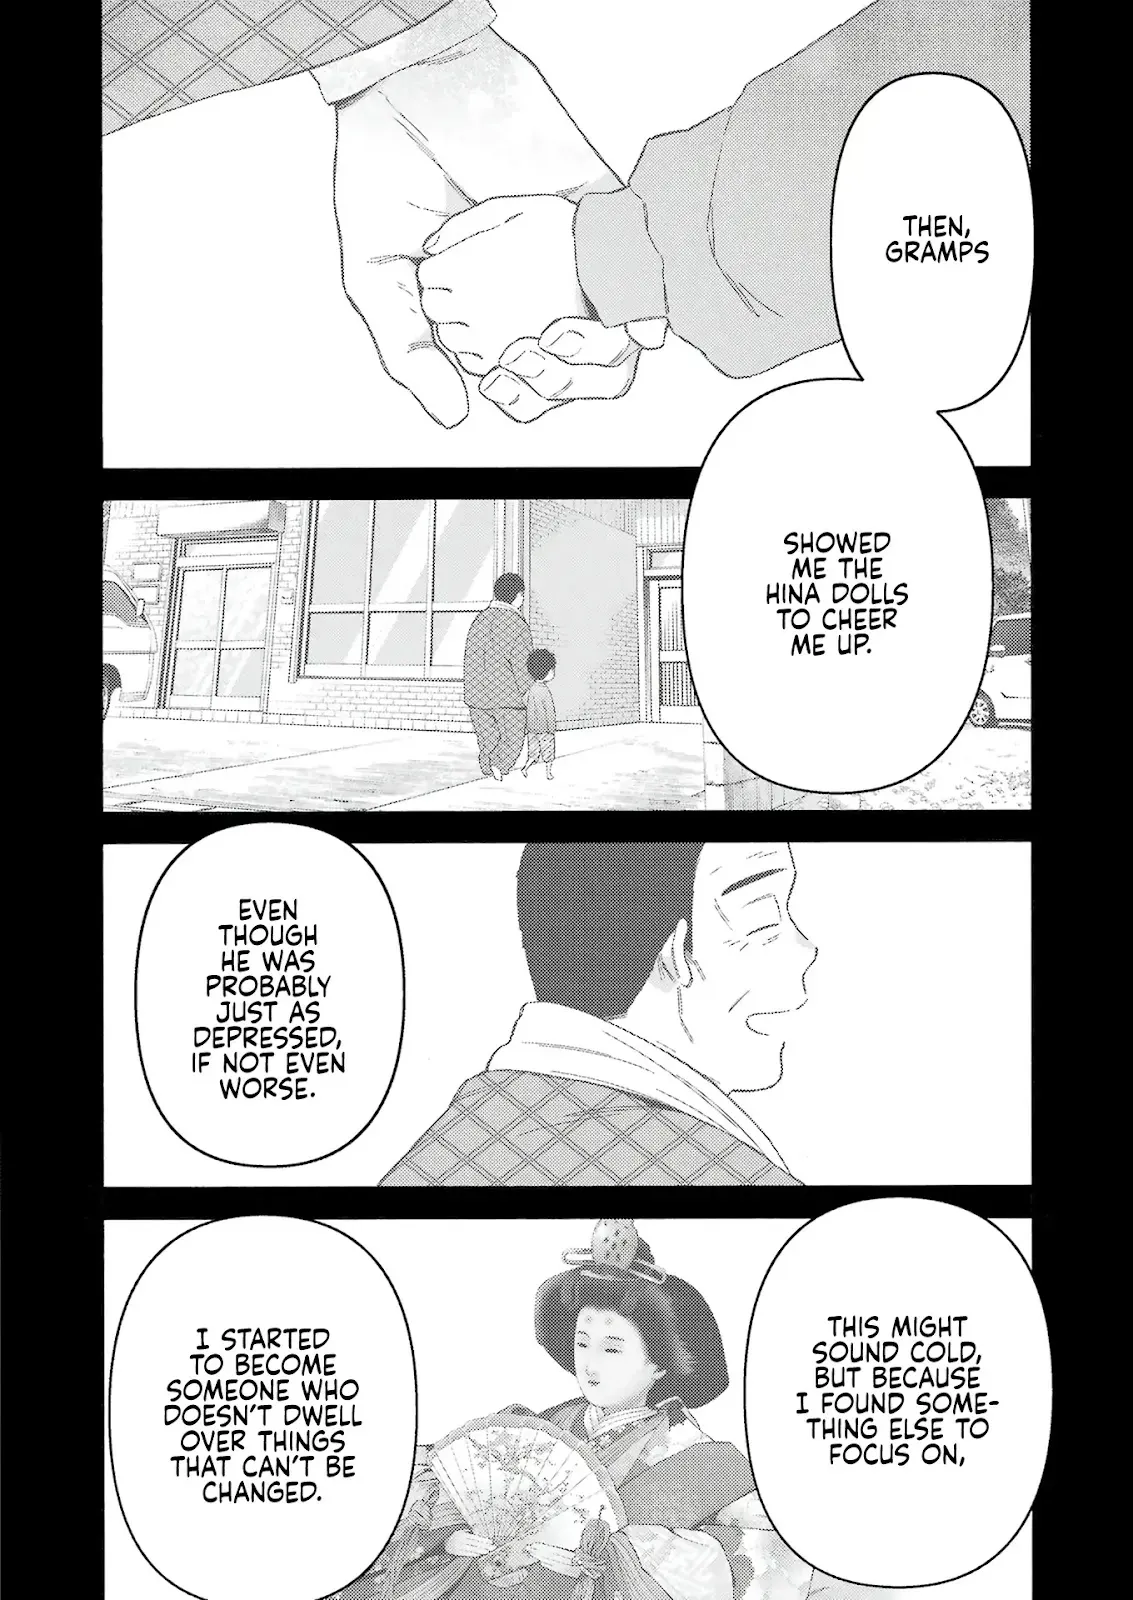 THEN,
GRAMPS
SHOWED
ME THE
HINA DOLLS
TO CHEER
ME UP.
EVEN
THOUGH
HE WAS
PROBABLY
JUST AS
DEPRESSED,
IF NOT EVEN
WORSE.
THIS MIGHT
SOUND COLD,
BUT BECAUSE
I FOUND SOME-
THING ELSE TO
FOCUS ON,
I STARTED
TO BECOME
SOMEONE WHO
DOESN'T DWELL
OVER THINGS
THAT CAN'T BE
CHANGED.